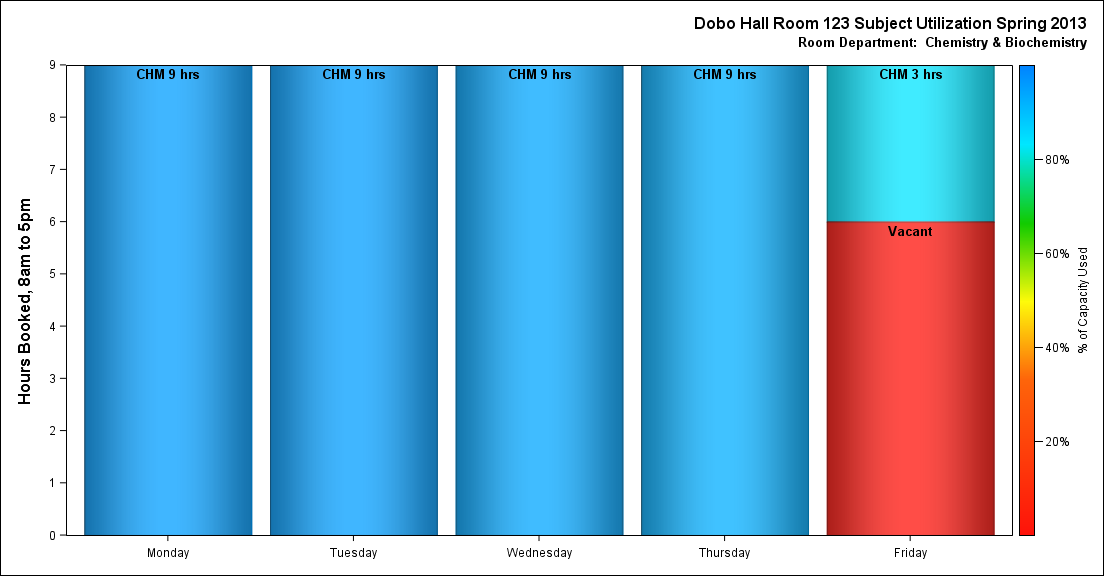 Dobo Hall Room 123 Subject Utilization Spring 2013
Room Department:  Chemistry & Biochemistry
Hours Booked, 8am to 5pm
9
8
7
6
5
4
3
2
1
0
CHM 9 hrs
CHM 9 hrs
CHM 9 hrs
CHM 9 hrs
CHM 3 hrs
Vacant
Monday
Tuesday
Wednesday
Thursday
Friday
80%
60%
40%
20%
% of Capacity Used